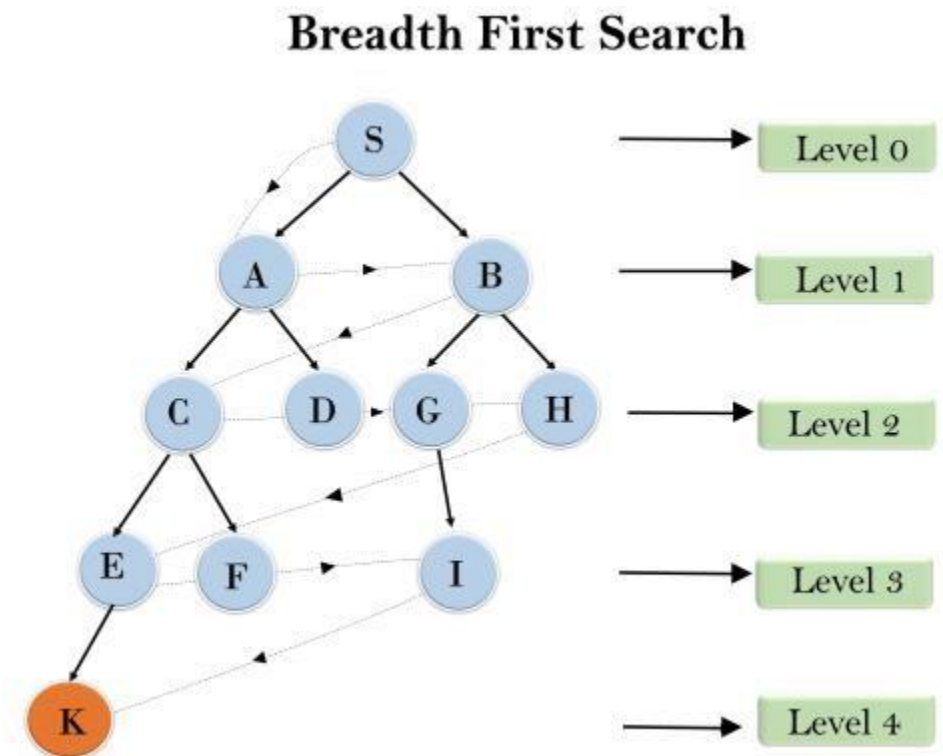 Breadth First Search
S
Level 0
A
B
Level 1
C
D
G
H
Level 2
E
F
I
Level 3
K
Level 4